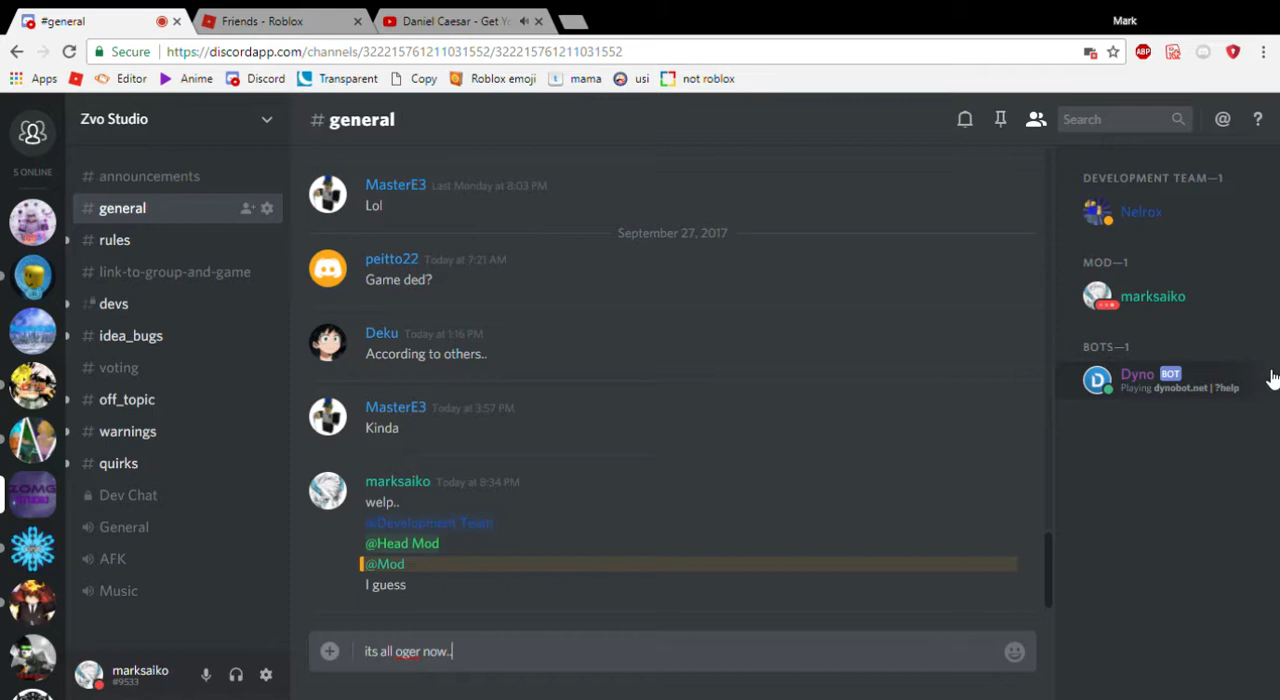 #general
Friends - Roblox
Daniel Caesar - Get Yo
Mark
Secure
https://discordapp.com/channels/322215761211031552/322215761211031552
ABP
Apps
Editor
Anime
Discord
Transparent
Copy
Roblox emoji
mama
usi
not roblox
Zvo Studio
# general
Search
5 ONLINE
# announcements
# general
# rules
# link-to-group-and-game
# devs
# idea_bugs
# voting
# off_topic
# warnings
# quirks
Dev Chat
General
AFK
Music
marksaiko
#9533
MasterE3 Last Monday at 8:03 PM
Lol
September 27, 2017
peitto22 Today at 7:21 AM
Game ded?
Deku Today at 1:16 PM
According to others..
MasterE3 Today at 3:57 PM
Kinda
marksaiko Today at 8:34 PM
welp..
@Development Team
@Head Mod
@Mod
I guess
its all oger now..
DEVELOPMENT TEAM—1
Nelrox
MOD—1
marksaiko
BOTS—1
Dyno BOT
Playing dynobot.net | ?help